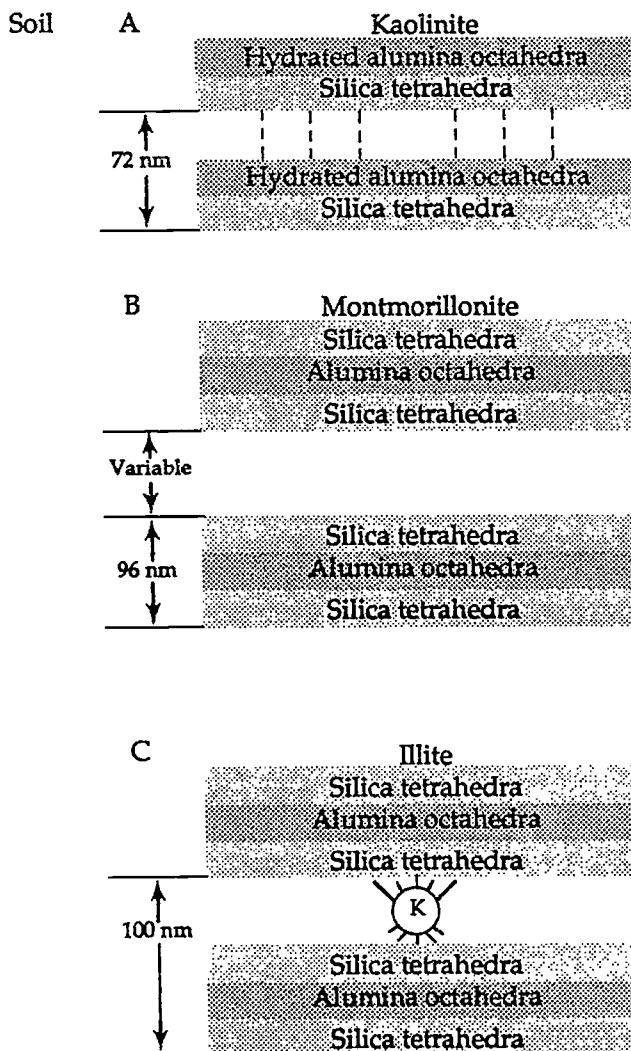 Soil A Kaolinite
Hydrated alumina octahedra
Silica tetrahedra
72 nm
Hydrated alumina octahedra
Silica tetrahedra
B Montmorillonite
Silica tetrahedra
Alumina octahedra
Silica tetrahedra
Variable
Silica tetrahedra
96 nm
Alumina octahedra
Silica tetrahedra
C Illite
Silica tetrahedra
Alumina octahedra
Silica tetrahedra
K
100 nm
Silica tetrahedra
Alumina octahedra
Silica tetrahedra